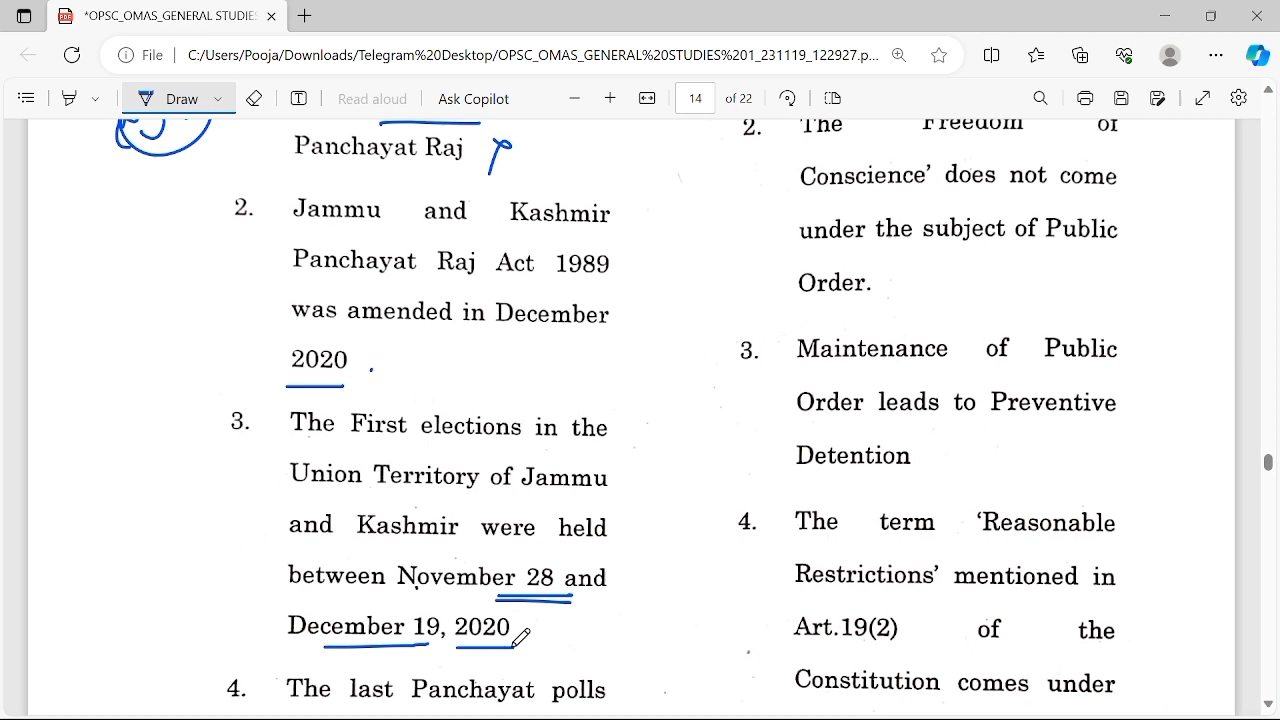 *OPSC_OMAS_GENERAL STUDIES
File
C:/Users/Pooja/Downloads/Telegram%20Desktop/OPSC_OMAS_GENERAL%20STUDIES%201_231119_122927.p...
Draw
Read aloud
Ask Copilot
14
of 22
Panchayat Raj
2. Jammu and Kashmir
Panchayat Raj Act 1989
was amended in December
2020
3. The First elections in the
Union Territory of Jammu
and Kashmir were held
between November 28 and
December 19, 2020
4. The last Panchayat polls
2. The Freedom of
Conscience' does not come
under the subject of Public
Order.
3. Maintenance of Public
Order leads to Preventive
Detention
4. The term 'Reasonable
Restrictions' mentioned in
Art.19(2) of the
Constitution comes under